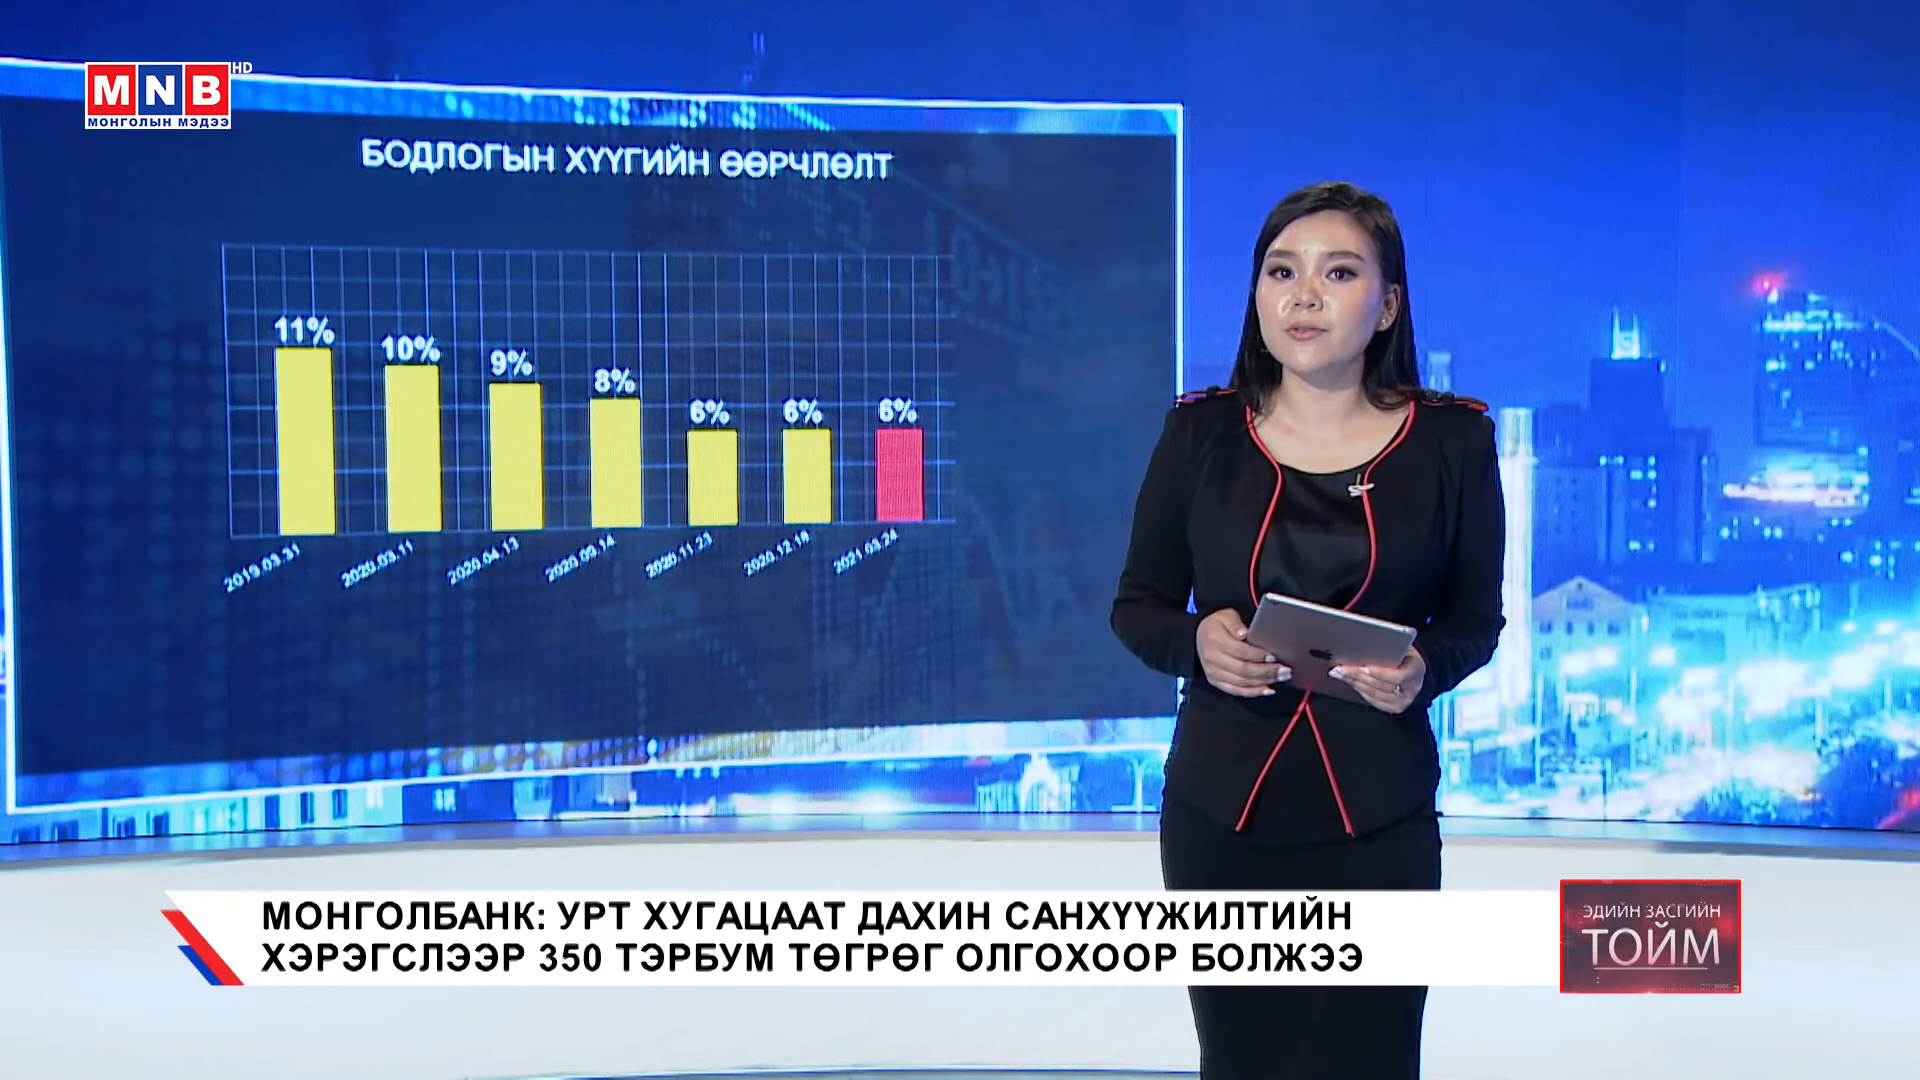 MNB HD
МОНГОЛЫН МЭДЭЭ
БОДЛОГЫН ХҮҮГИЙН ӨӨРЧЛӨЛТ
11%
10%
9%
8%
6%
6%
6%
2019.03.31
2020.03.11
2020.04.13
2020.09.14
2020.11.23
2020.12.18
2021.03.24
МОНГОЛБАНК: УРТ ХУГАЦААТ ДАХИН САНХҮҮЖИЛТИЙН
ХЭРЭГСЛЭЭР 350 ТЭРБУМ ТӨГРӨГ ОЛГОХООР БОЛЖЭЭ
ЭДИЙН ЗАСГИЙН
ТОЙМ